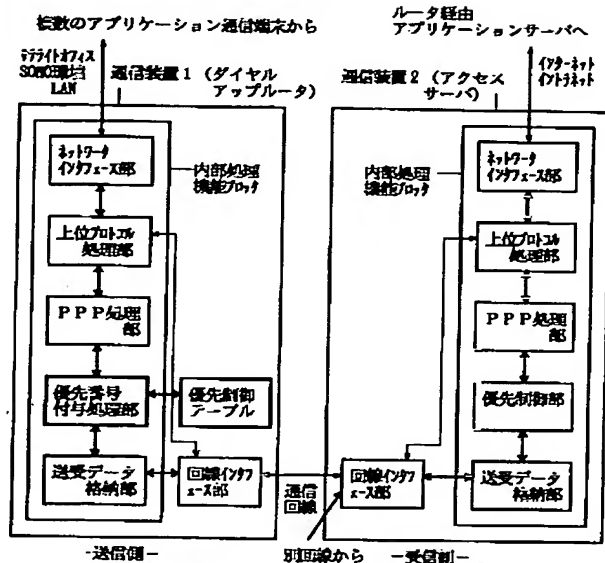 複数のアプリケーション通信端末から
ルータ経由
アプリケーションサーバへ
サテライトオフィス
SOHO環境
LAN
通信装置1（ダイヤル
アップルータ）
通信装置2（アクセス
サーバ）
インターネット
イントラネット
ネットワーク
インタフェース部
内部処理
機能ブロック
上位プロトコル
処理部
PPP処理
部
優先番号
付与処理部
優先制御
テーブル
送受データ
格納部
回線インタフ
ェース部
-送信側-
通信
回線
内部処理
機能ブロック
ネットワーク
インタフェース部
上位プロトコル
処理部
PPP処理
部
優先制御部
送受データ
格納部
回線インタフ
ェース部
別回線から
-受信側-